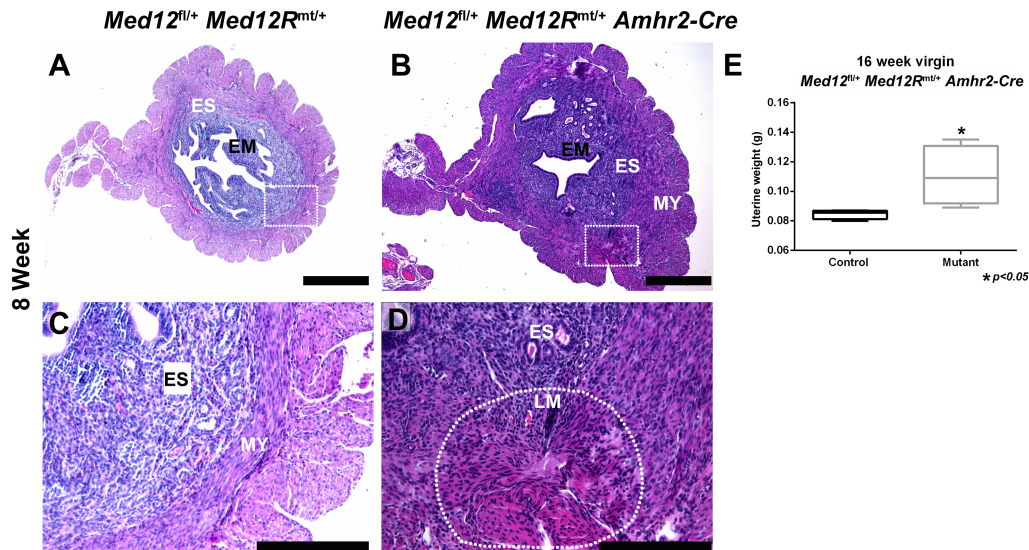 Med12fl/+ Med12Rmt/+
Med12fl/+ Med12Rmt/+ Amhr2-Cre
8 Week
A
ES
EM
B
EM
ES
MY
C
ES
MY
D
ES
LM
E
16 week virgin
Med12fl/+ Med12Rmt/+ Amhr2-Cre
Uterine weight (g)
0.16
0.14
0.12
0.10
0.08
0.06
*
Control
Mutant
* p<0.05